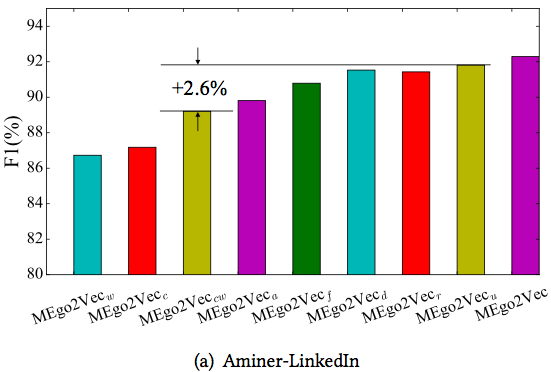 94
92
90
88
86
84
82
80
F1(%)
+2.6%
MEgo2Vec_w
MEgo2Vec_c
MEgo2Vec_cw
MEgo2Vec_a
MEgo2Vec_f
MEgo2Vec_d
MEgo2Vec_r
MEgo2Vec_u
MEgo2Vec
(a) Aminer-LinkedIn